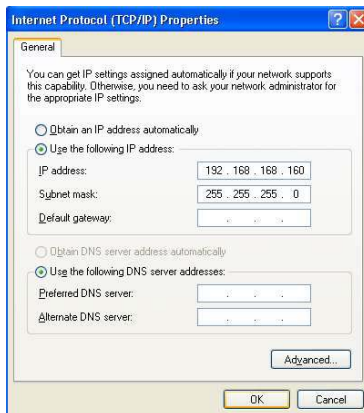 Internet Protocol (TCP/IP) Properties
General
You can get IP settings assigned automatically if your network supports
this capability. Otherwise, you need to ask your network administrator for
the appropriate IP settings.
Obtain an IP address automatically
Use the following IP address:
IP address: 192 . 168 . 168 . 160
Subnet mask: 255 . 255 . 255 . 0
Default gateway: . . .
Obtain DNS server address automatically
Use the following DNS server addresses:
Preferred DNS server: . . .
Alternate DNS server: . . .
Advanced...
OK Cancel